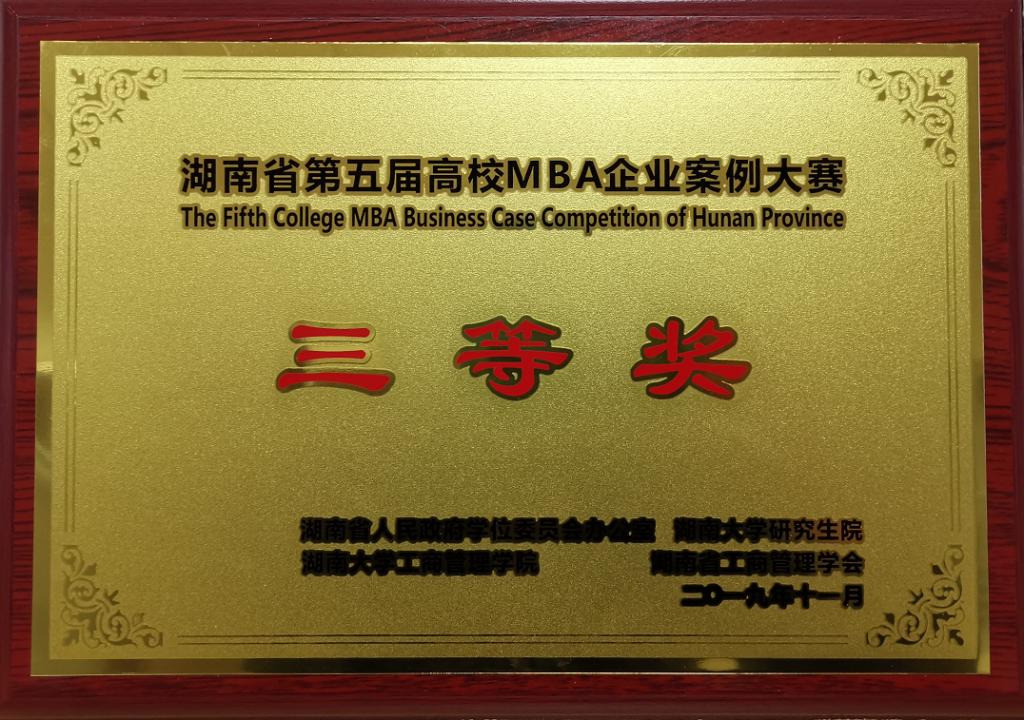 湖南省第五届高校MBA企业案例大赛
The Fifth College MBA Business Case Competition of Hunan Province
三等奖
湖南省人民政府学位委员会办公室 湖南大学研究生院
湖南大学工商管理学院 湖南省工商管理学会
二0一九年十一月